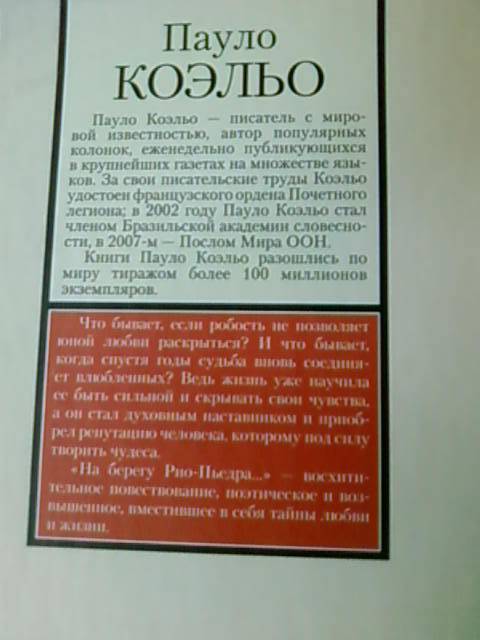 Пауло
КОЭЛЬО
Пауло Коэльо — писатель с миро-
вой известностью, автор популярных
колонок, еженедельно публикующихся
в крупнейших газетах на множестве язы-
ков. За свои писательские труды Коэльо
удостоен французского ордена Почетного
легиона; в 2002 году Пауло Коэльо стал
членом Бразильской академии словесно-
сти, в 2007-м — Послом Мира ООН.
Книги Пауло Коэльо разошлись по
миру тиражом более 100 миллионов
экземпляров.
Что бывает, если робость не позволяет
юной любви раскрыться? И что бывает,
когда спустя годы судьба вновь соединя-
ет влюбленных? Ведь жизнь уже научила
ее быть сильной и скрывать свои чувства,
а он стал духовным наставником и приоб-
рел репутацию человека, которому под силу
творить чудеса.
«На берегу Рио-Пьедра...» — восхити-
тельное повествование, поэтическое и воз-
вышенное, вместившее в себя тайны любви
и жизни.